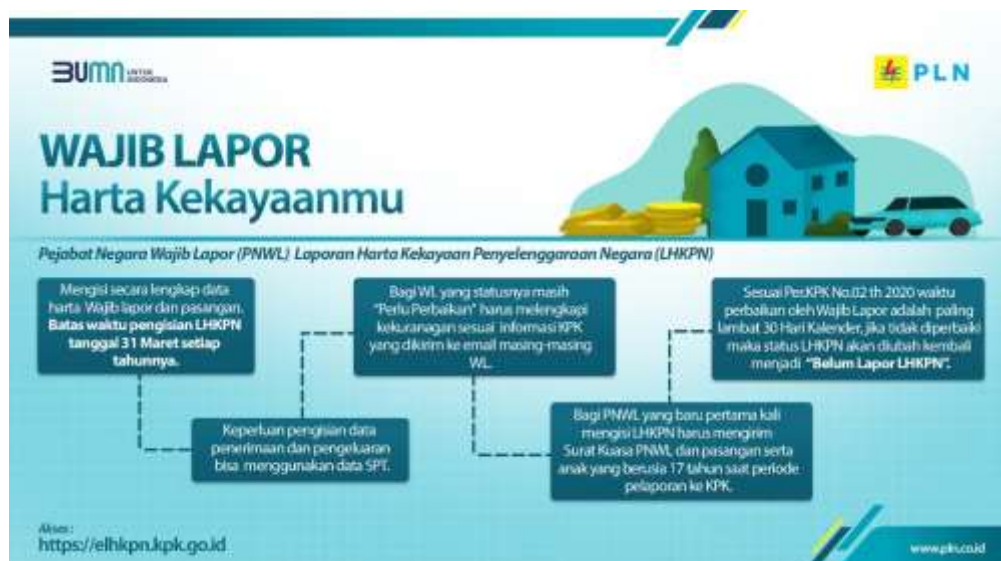 BUMN UNTUK
INDONESIA
PLN
WAJIB LAPOR
Harta Kekayaanmu
Pejabat Negara Wajib Lapor (PNWL) Laporan Harta Kekayaan Penyelenggaraan Negara (LHKPN)
Mengisi secara lengkap data
harta Wajib lapor dan pasangan.
Batas waktu pengisian LHKPN
tanggal 31 Maret setiap
tahunnya.
Keperluan pengisian data
penerimaan dan pengeluaran
bisa menggunakan data SPT.
Bagi WL yang statusnya masih
"Perlu Perbaikan" harus melengkapi
kekuranagan sesuai informasi KPK
yang dikirim ke email masing-masing
WL.
Bagi PNWL yang baru pertama kali
mengisi LHKPN harus mengirim
Surat Kuasa PNWL dan pasangan serta
anak yang berusia 17 tahun saat periode
pelaporan ke KPK.
Sesuai Per.KPK No.02 th 2020 waktu
perbaikan oleh Wajib Lapor adalah paling
lambat 30 Hari Kalender, jika tidak diperbaiki
maka status LHKPN akan diubah kembali
menjadi "Belum Lapor LHKPN".
Akses :
https://elhkpn.kpk.go.id
www.pln.co.id